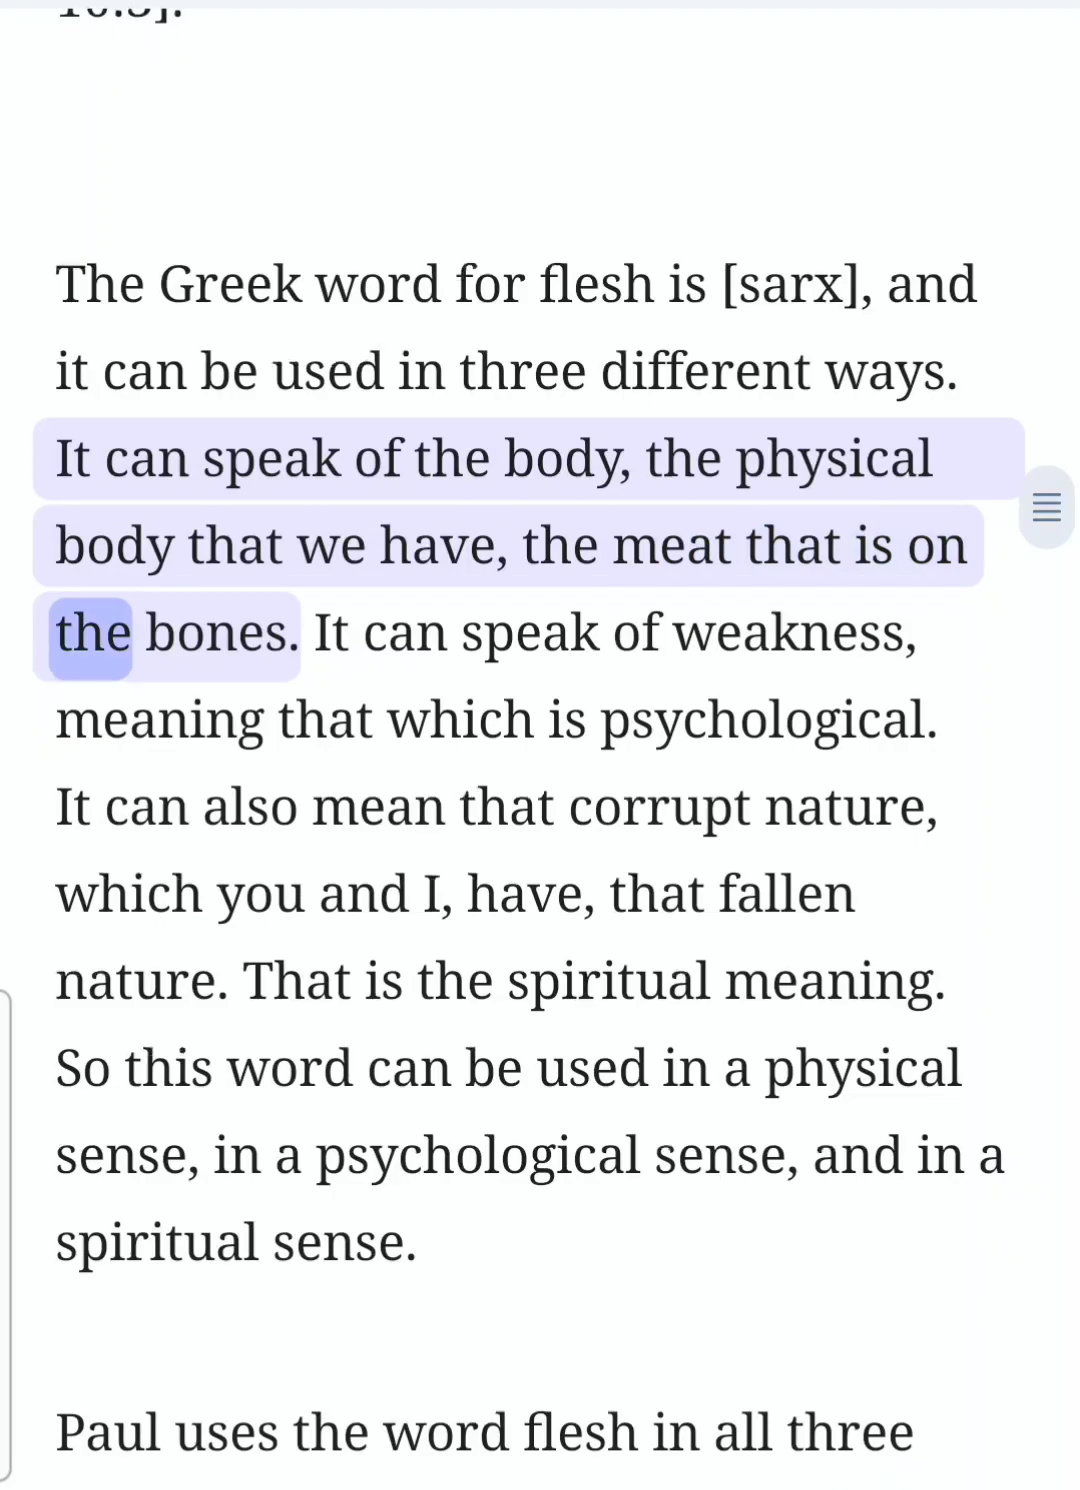 The Greek word for flesh is [sarx], and
it can be used in three different ways.
It can speak of the body, the physical
body that we have, the meat that is on
the bones. It can speak of weakness,
meaning that which is psychological.
It can also mean that corrupt nature,
which you and I, have, that fallen
nature. That is the spiritual meaning.
So this word can be used in a physical
sense, in a psychological sense, and in a
spiritual sense.
Paul uses the word flesh in all three